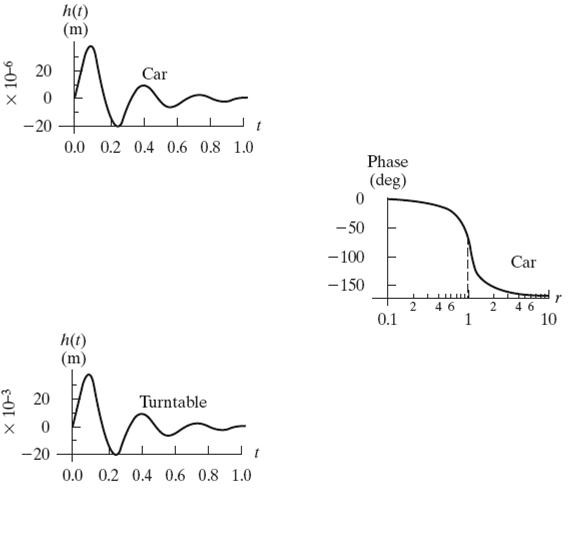 h(t)
(m)
× 10–6
20
0
–20
Car
t
0.0 0.2 0.4 0.6 0.8 1.0
Phase
(deg)
0
–50
–100
–150
Car
r
2 4 6 2 4 6
0.1 1 10
h(t)
(m)
× 10–3
20
0
–20
Turntable
t
0.0 0.2 0.4 0.6 0.8 1.0